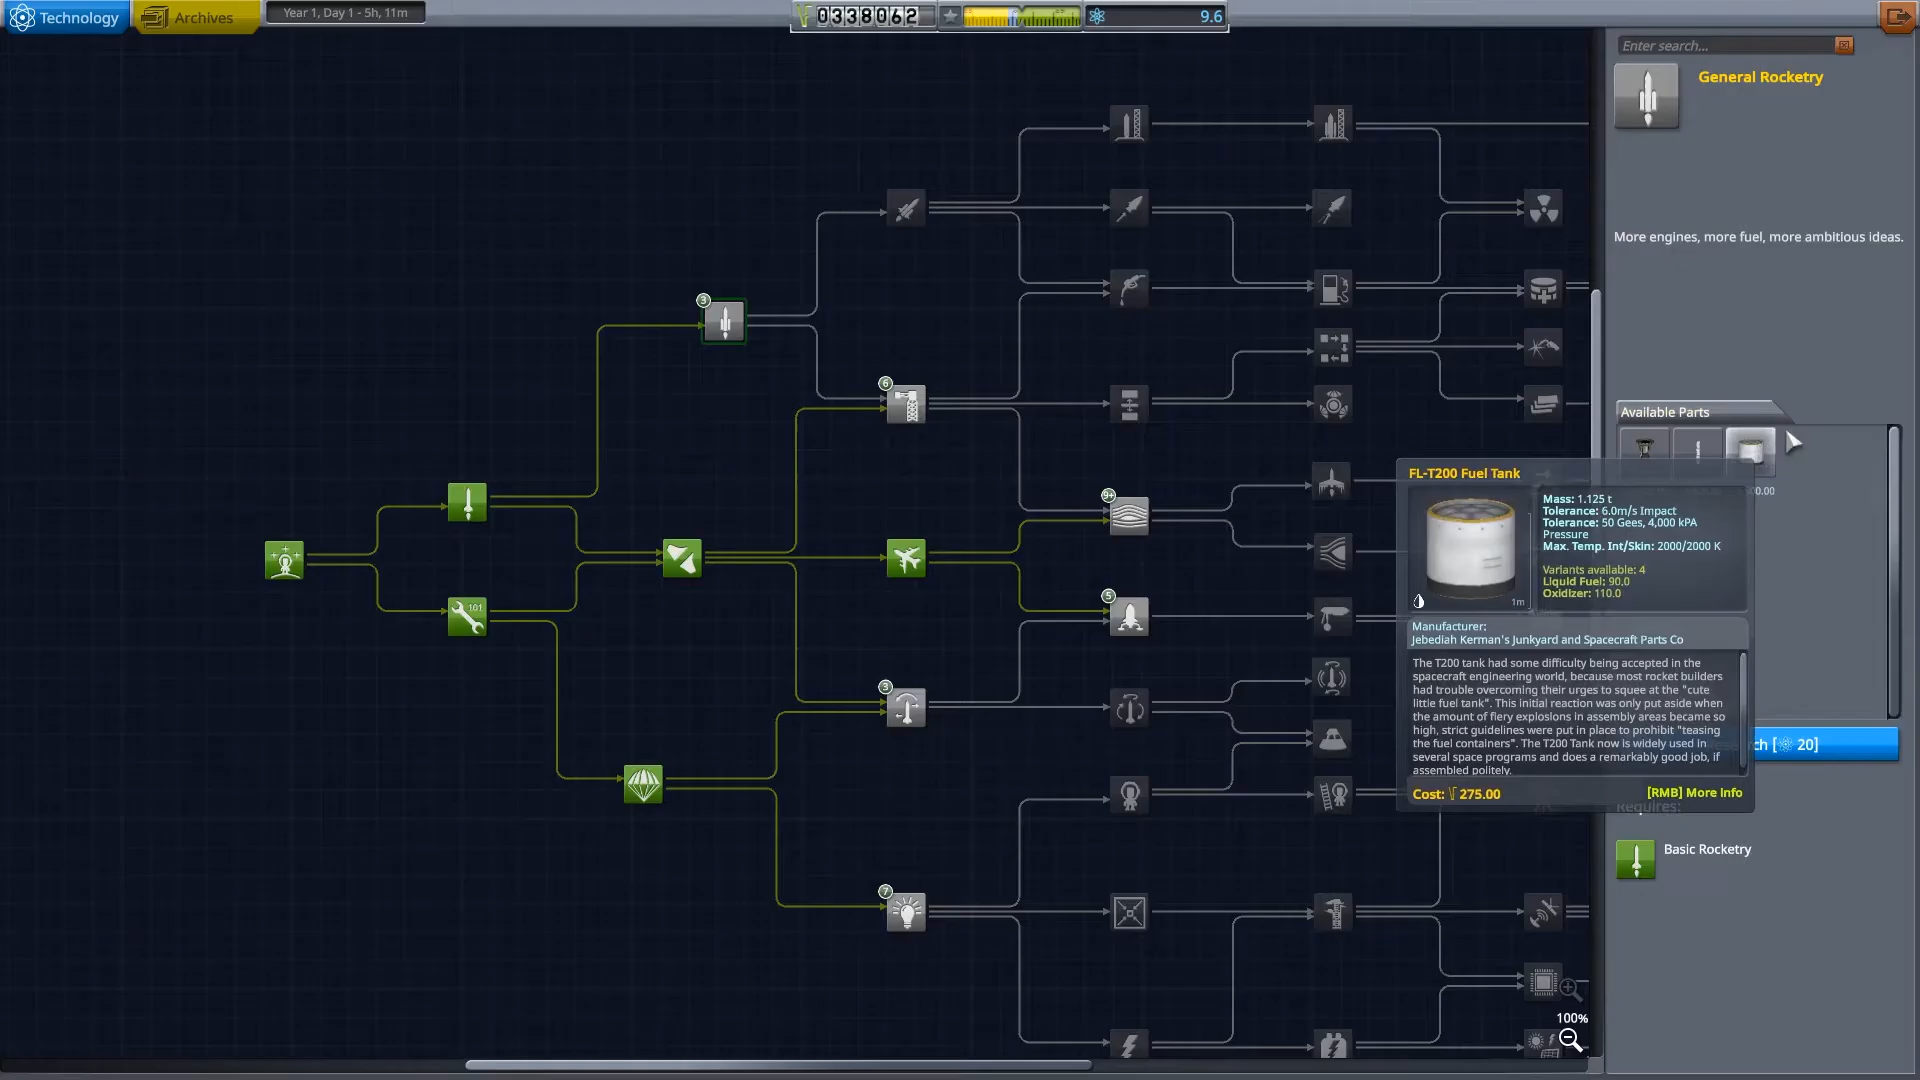 Technology
Archives
Year 1, Day 1 - 5h, 11m
0338062
9.6
Enter search...
General Rocketry
More engines, more fuel, more ambitious ideas.
3
6
9+
5
3
7
101
Available Parts
FL-T200 Fuel Tank
Mass: 1.125 t
Tolerance: 6.0m/s Impact
Tolerance: 50 Gees, 4,000 kPA
Pressure
Max. Temp. Int/Skin: 2000/2000 K
Variants available: 4
Liquid Fuel: 90.0
Oxidizer: 110.0
1m
Manufacturer:
Jebediah Kerman's Junkyard and Spacecraft Parts Co
The T200 tank had some difficulty being accepted in the
spacecraft engineering world, because most rocket builders
had trouble overcoming their urges to squee at the "cute
little fuel tank". This initial reaction was only put aside when
the amount of fiery explosions in assembly areas became so
high, strict guidelines were put in place to prohibit "teasing
the fuel containers". The T200 Tank now is widely used in
several space programs and does a remarkably good job, if
assembled politely.
Cost: 275.00
[RMB] More Info
rch [ 20]
Requires:
Basic Rocketry
100%